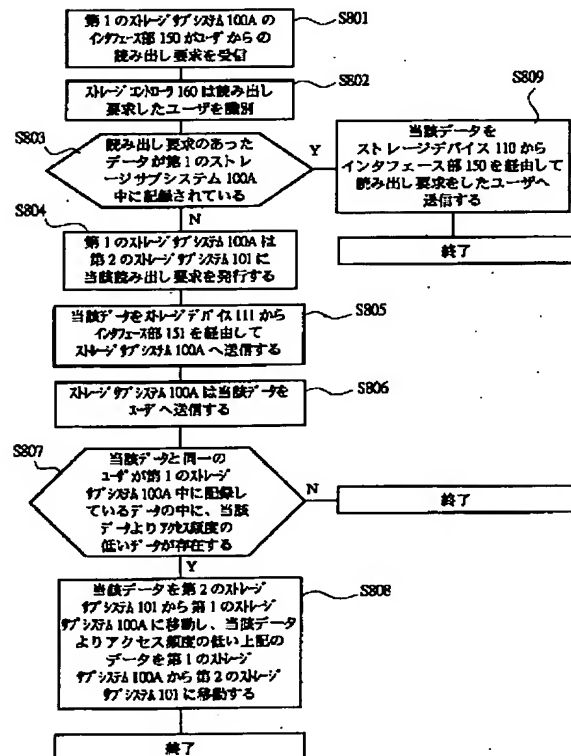 S801
第1のストレージサブシステム100Aの
インタフェース部150がユーザからの
読み出し要求を受信
S802
ストレージコントローラ160は読み出し
要求したユーザを識別
S803
読み出し要求のあった
データが第1のストレ
ージサブシステム100A
中に記録されている
Y
N
S809
当該データを
ストレージデバイス110から
インタフェース部150を経由して
読み出し要求をしたユーザへ
送信する
終了
S804
第1のストレージサブシステム100Aは
第2のストレージサブシステム101に
当該読み出し要求を発行する
S805
当該データをストレージデバイス111から
インタフェース部151を経由して
ストレージサブシステム100Aへ送信する
S806
ストレージサブシステム100Aは当該データを
ユーザへ送信する
S807
当該データと同一の
ユーザが第1のストレージ
サブシステム100A中に記録し
ているデータの中に、当該
データよりアクセス頻度の
低いデータが存在する
N
終了
Y
S808
当該データを第2のストレージ
サブシステム101から第1のストレージ
サブシステム100Aに移動し、当該データ
よりアクセス頻度の低い上記の
データを第1のストレージ
サブシステム100Aから第2のストレージ
サブシステム101に移動する
終了